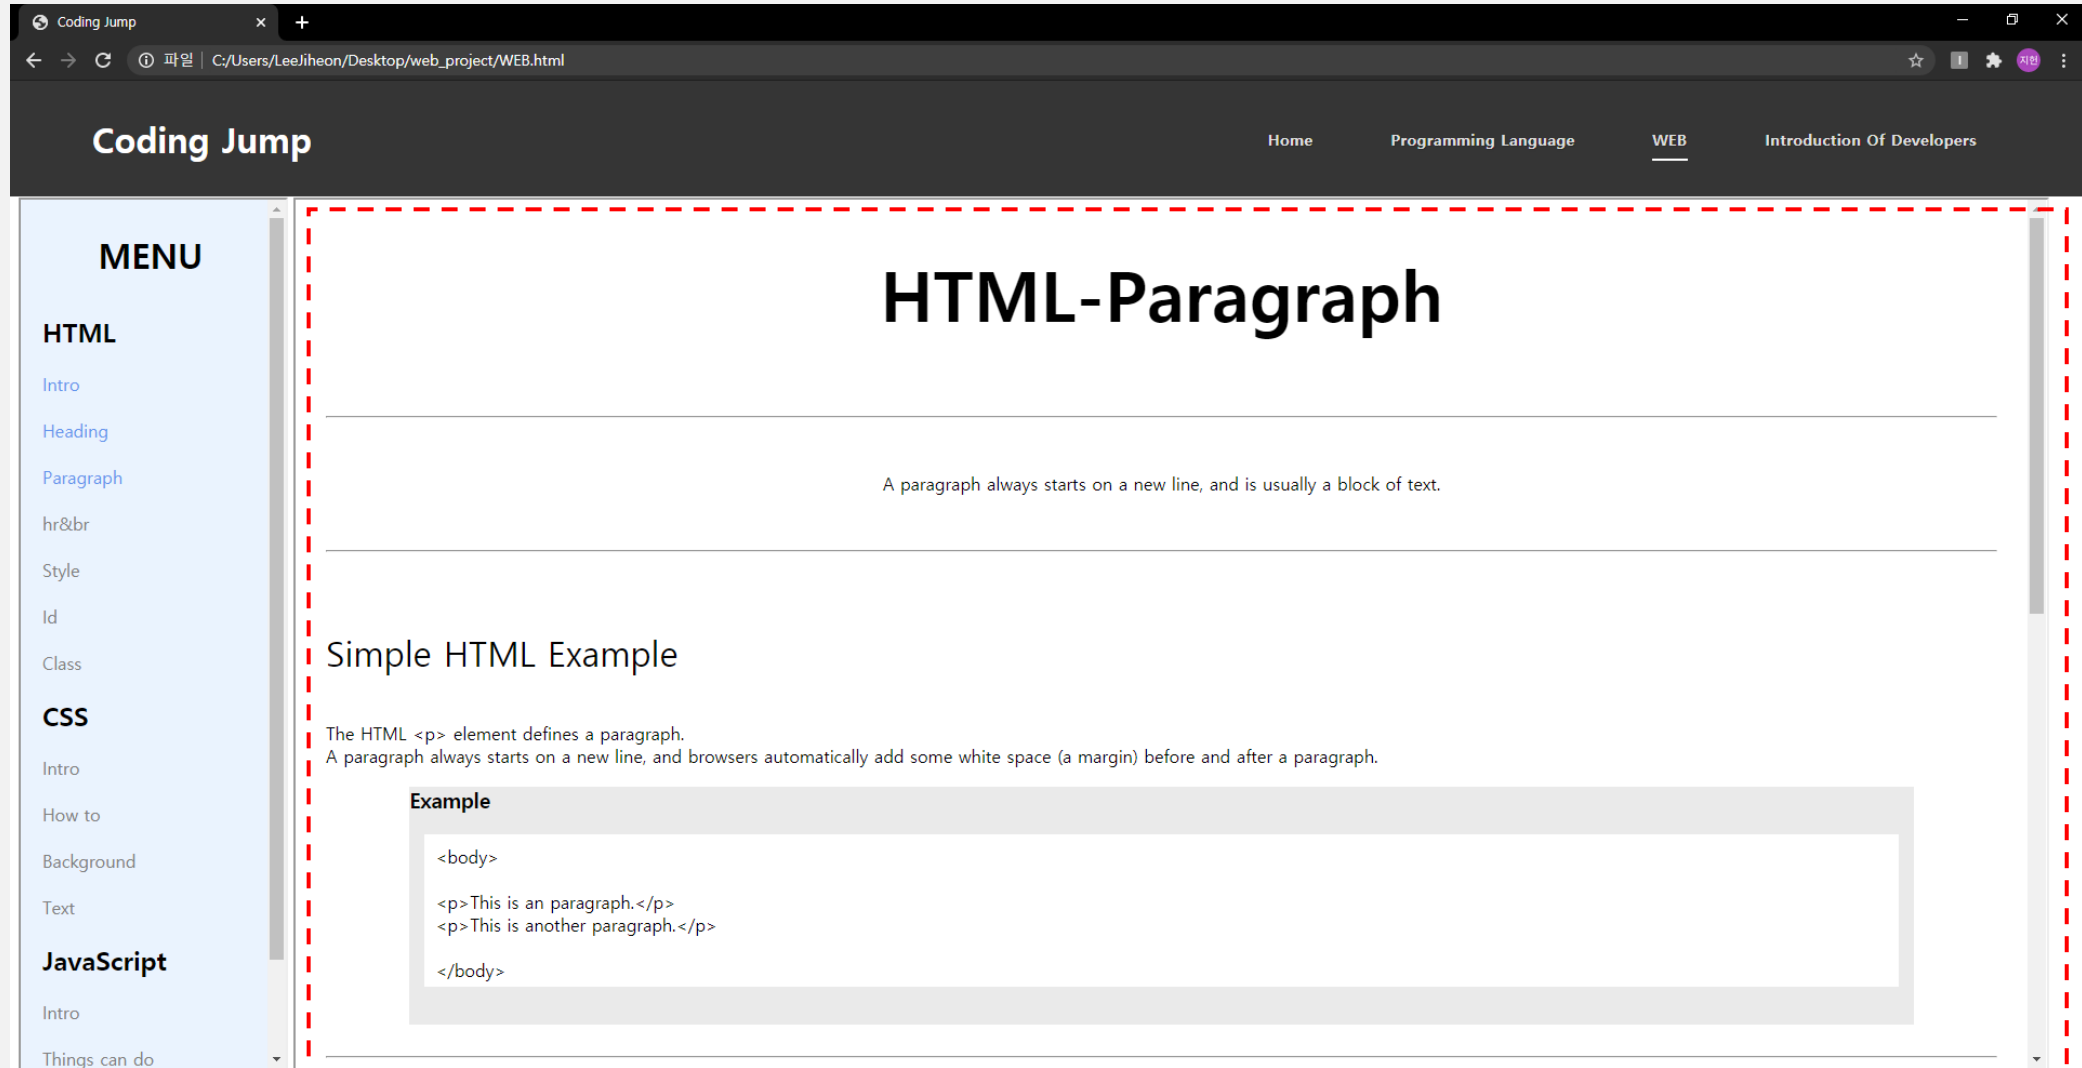 Coding Jump
파일 C:/Users/LeeJiheon/Desktop/web_project/WEB.html
지헌
Coding Jump
Home Programming Language WEB Introduction Of Developers
MENU
HTML
Intro
Heading
Paragraph
hr&br
Style
Id
Class
CSS
Intro
How to
Background
Text
JavaScript
Intro
Things can do
HTML-Paragraph
A paragraph always starts on a new line, and is usually a block of text.
Simple HTML Example
The HTML <p> element defines a paragraph.
A paragraph always starts on a new line, and browsers automatically add some white space (a margin) before and after a paragraph.
Example
<body>
<p>This is an paragraph.</p>
<p>This is another paragraph.</p>
</body>